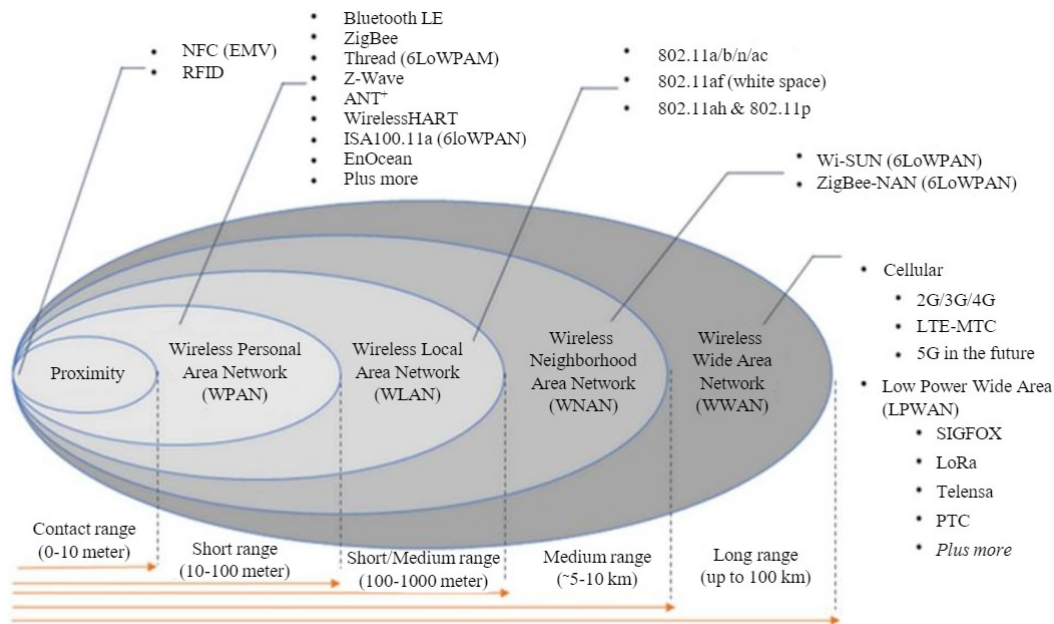 • NFC (EMV)
• RFID
• Bluetooth LE
• ZigBee
• Thread (6LoWPAM)
• Z-Wave
• ANT⁺
• WirelessHART
• ISA100.11a (6loWPAN)
• EnOcean
• Plus more
• 802.11a/b/n/ac
• 802.11af (white space)
• 802.11ah & 802.11p
• Wi-SUN (6LoWPAN)
• ZigBee-NAN (6LoWPAN)
• Cellular
• 2G/3G/4G
• LTE-MTC
• 5G in the future
• Low Power Wide Area
(LPWAN)
• SIGFOX
• LoRa
• Telensa
• PTC
• Plus more
Proximity
Wireless Personal
Area Network
(WPAN)
Wireless Local
Area Network
(WLAN)
Wireless
Neighborhood
Area Network
(WNAN)
Wireless
Wide Area
Network
(WWAN)
Contact range
(0-10 meter)
Short range
(10-100 meter)
Short/Medium range
(100-1000 meter)
Medium range
(~5-10 km)
Long range
(up to 100 km)